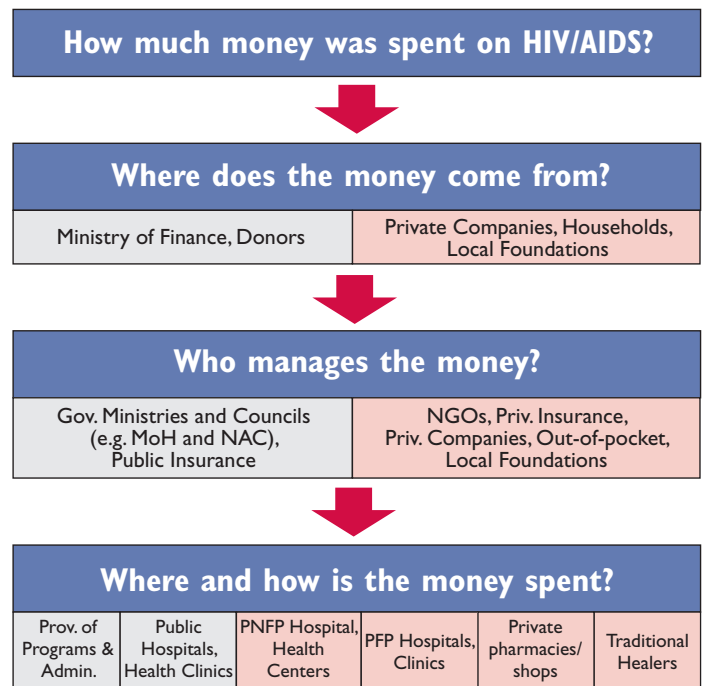 How much money was spent on HIV/AIDS?
Where does the money come from?
Ministry of Finance, Donors
Private Companies, Households,
Local Foundations
Who manages the money?
Gov. Ministries and Councils
(e.g. MoH and NAC),
Public Insurance
NGOs, Priv. Insurance,
Priv. Companies, Out-of-pocket,
Local Foundations
Where and how is the money spent?
Prov. of
Programs &
Admin.
Public
Hospitals,
Health Clinics
PNFP Hospital,
Health
Centers
PFP Hospitals,
Clinics
Private
pharmacies/
shops
Traditional
Healers